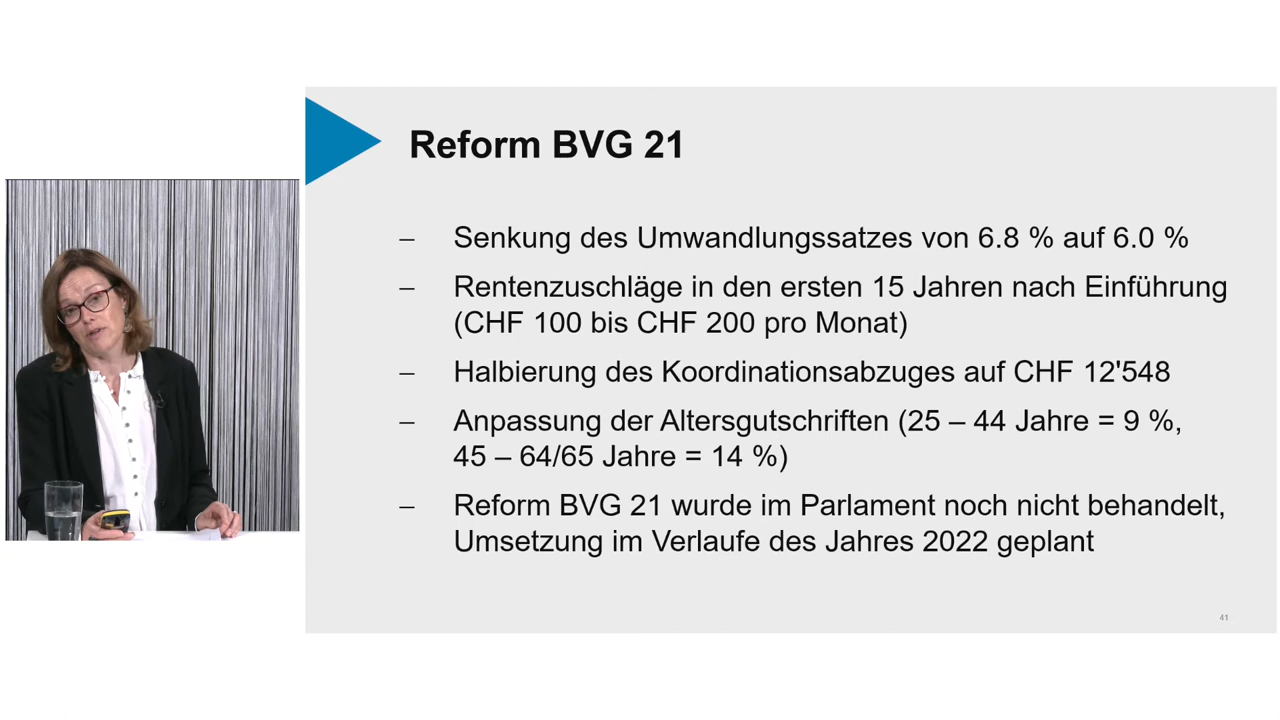 Reform BVG 21
– Senkung des Umwandlungssatzes von 6.8 % auf 6.0 %
– Rentenzuschläge in den ersten 15 Jahren nach Einführung
(CHF 100 bis CHF 200 pro Monat)
– Halbierung des Koordinationsabzuges auf CHF 12'548
– Anpassung der Altersgutschriften (25 – 44 Jahre = 9 %,
45 – 64/65 Jahre = 14 %)
– Reform BVG 21 wurde im Parlament noch nicht behandelt,
Umsetzung im Verlaufe des Jahres 2022 geplant
41